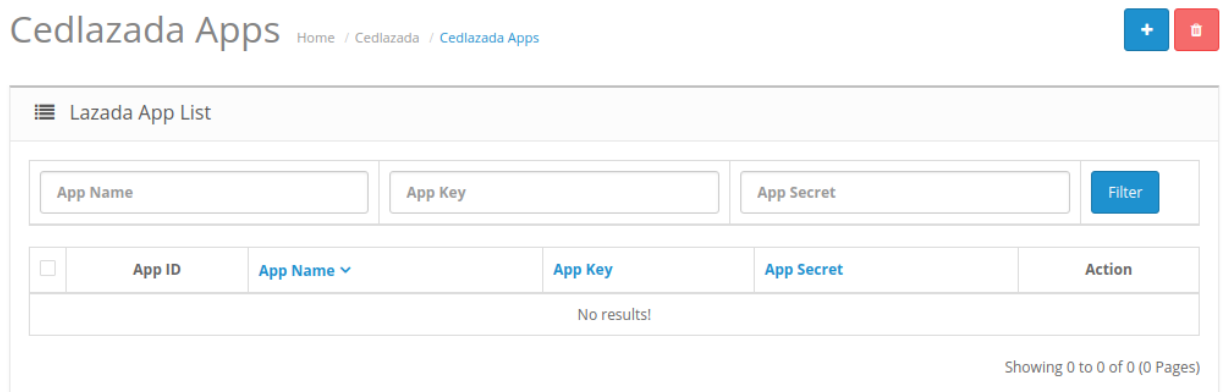 Cedlazada Apps Home / Cedlazada / Cedlazada Apps
Lazada App List
App Name App Key App Secret Filter
App ID App Name App Key App Secret Action
No results!
Showing 0 to 0 of 0 (0 Pages)